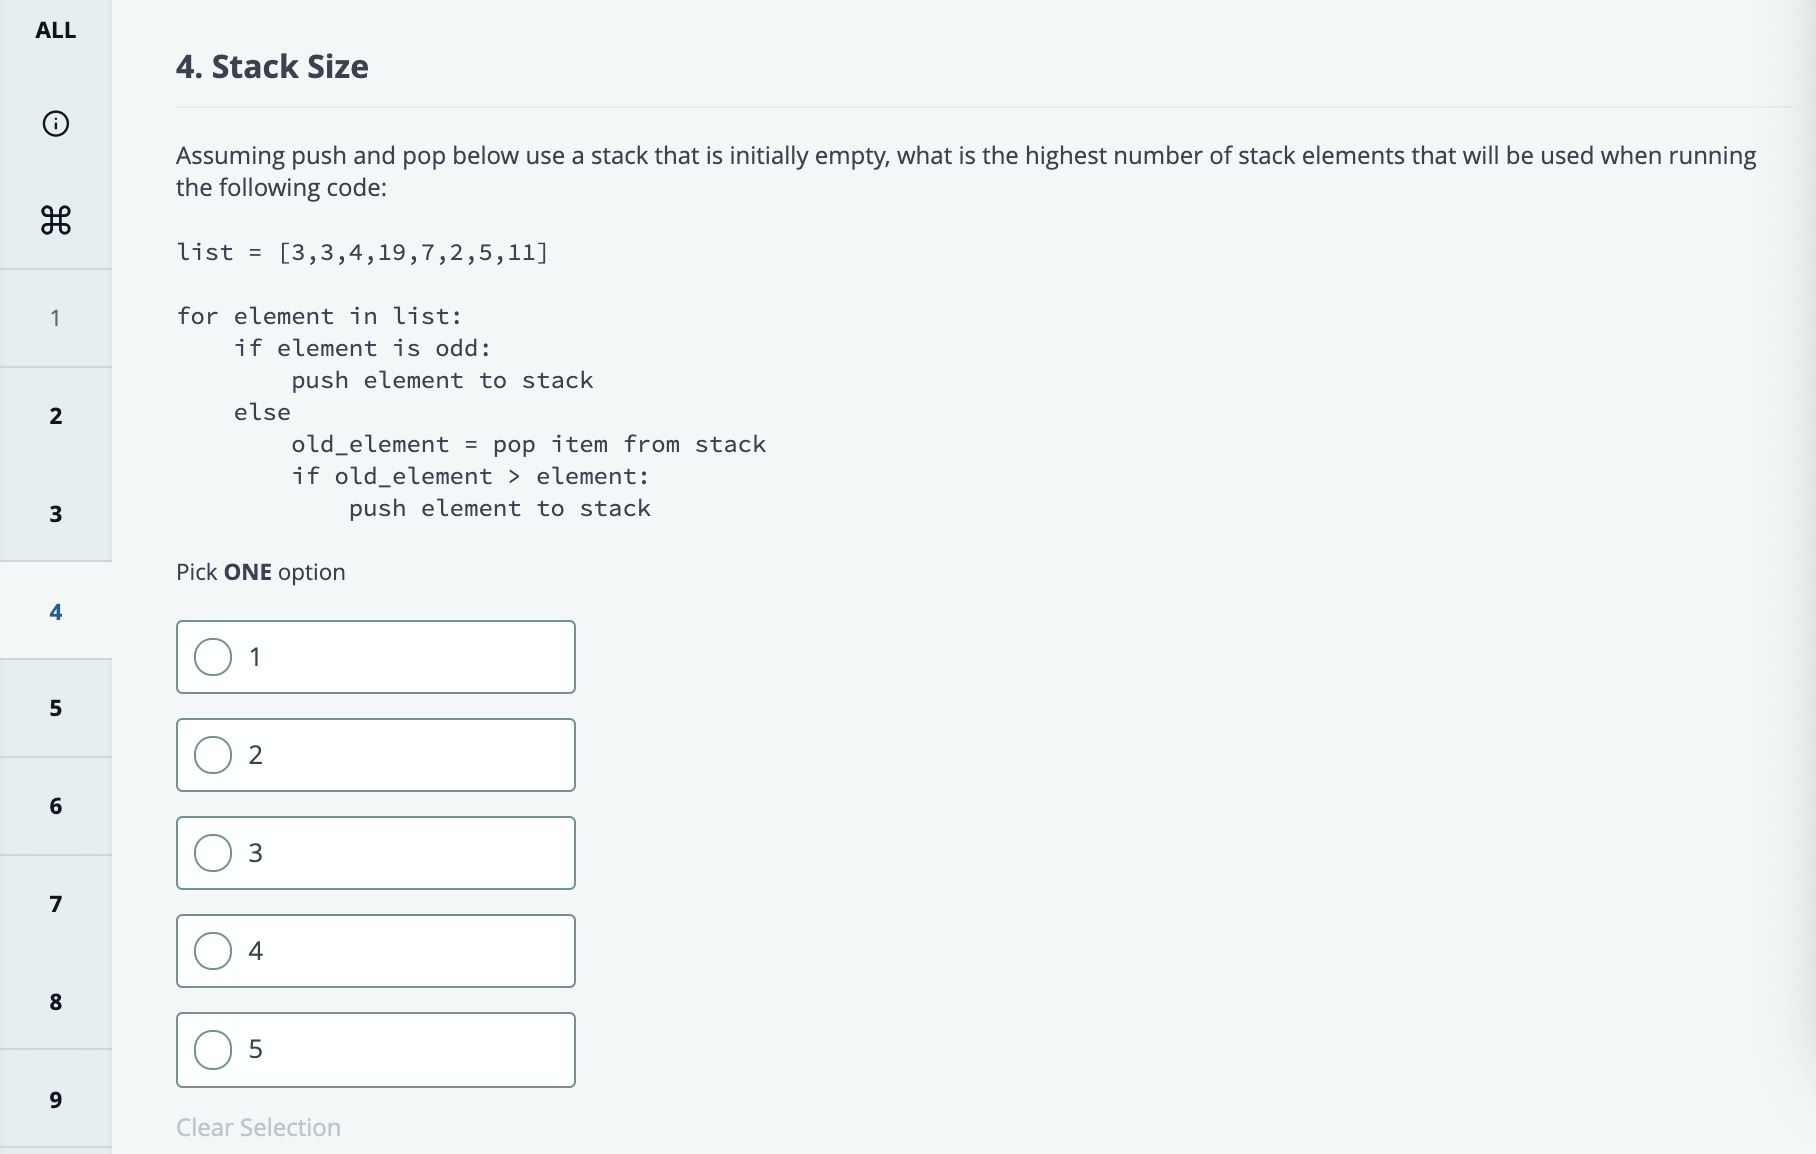 ALL
1
2
3
4
5
6
7
8
9
4. Stack Size
Assuming push and pop below use a stack that is initially empty, what is the highest number of stack elements that will be used when running
the following code:
list = [3,3,4,19,7,2,5,11]
for element in list:
    if element is odd:
        push element to stack
    else
        old_element = pop item from stack
        if old_element > element:
            push element to stack
Pick ONE option
1
2
3
4
5
Clear Selection